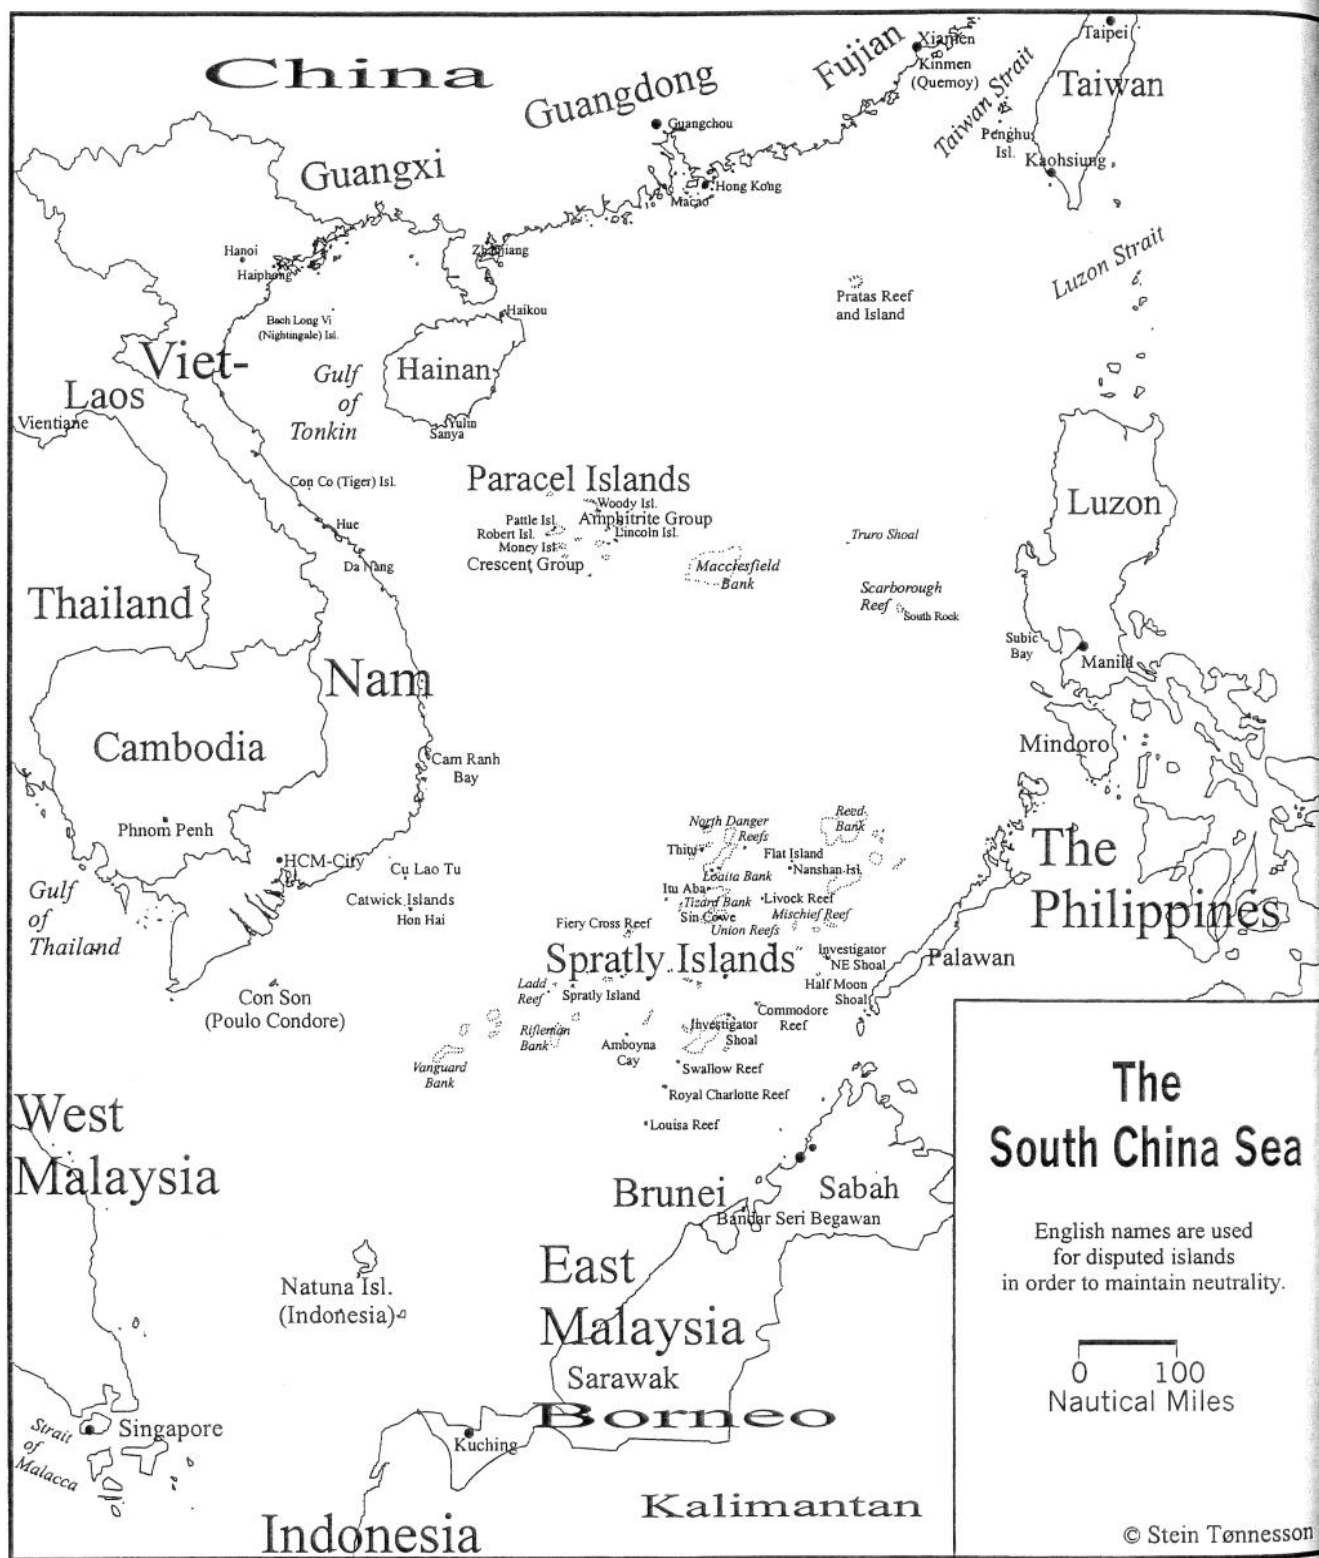 China
Guangdong
Fujian
Xiamen
Kinmen
(Quemoy)
Taiwan Strait
Taipei
Taiwan
Penghu
Isl.
Kaohsiung
Guangchou
Guangxi
Hong Kong
Macao
Hanoi
Haiphong
Zhanjiang
Luzon Strait
Pratas Reef
and Island
Bach Long Vi
(Nightingale) Isl.
Haikou
Viet-
Laos
Vientiane
Gulf
of
Tonkin
Hainan
Yulin
Sanya
Con Co (Tiger) Isl.
Hue
Da Nang
Paracel Islands
Woody Isl.
Pattle Isl.
Amphitrite Group
Robert Isl.
Lincoln Isl.
Money Isl.
Crescent Group
Macclesfield
Bank
Truro Shoal
Scarborough
Reef
South Rock
Luzon
Subic
Bay
Manila
Thailand
Nam
Cambodia
Cam Ranh
Bay
Mindoro
Phnom Penh
HCM-City
Cu Lao Tu
Catwick Islands
Hon Hai
Gulf
of
Thailand
Con Son
(Poulo Condore)
North Danger
Reefs
Reed
Bank
Thitu
Flat Island
Loaita Bank
Nanshan Isl.
Itu Aba
Tizard Bank
Livock Reef
Sin Cowe
Mischief Reef
Union Reefs
Fiery Cross Reef
Spratly Islands
Investigator
NE Shoal
The
Philippines
Palawan
Ladd
Reef
Spratly Island
Half Moon
Shoal
Commodore
Reef
Rifleman
Bank
Investigator
Shoal
Amboyna
Cay
Vanguard
Bank
Swallow Reef
Royal Charlotte Reef
Louisa Reef
West
Malaysia
Brunei
Sabah
Bandar Seri Begawan
East
Malaysia
Sarawak
Natuna Isl.
(Indonesia)
Borneo
Singapore
Strait
of
Malacca
Kuching
Kalimantan
Indonesia
The
South China Sea
English names are used
for disputed islands
in order to maintain neutrality.
0 100
Nautical Miles
© Stein Tønnesson